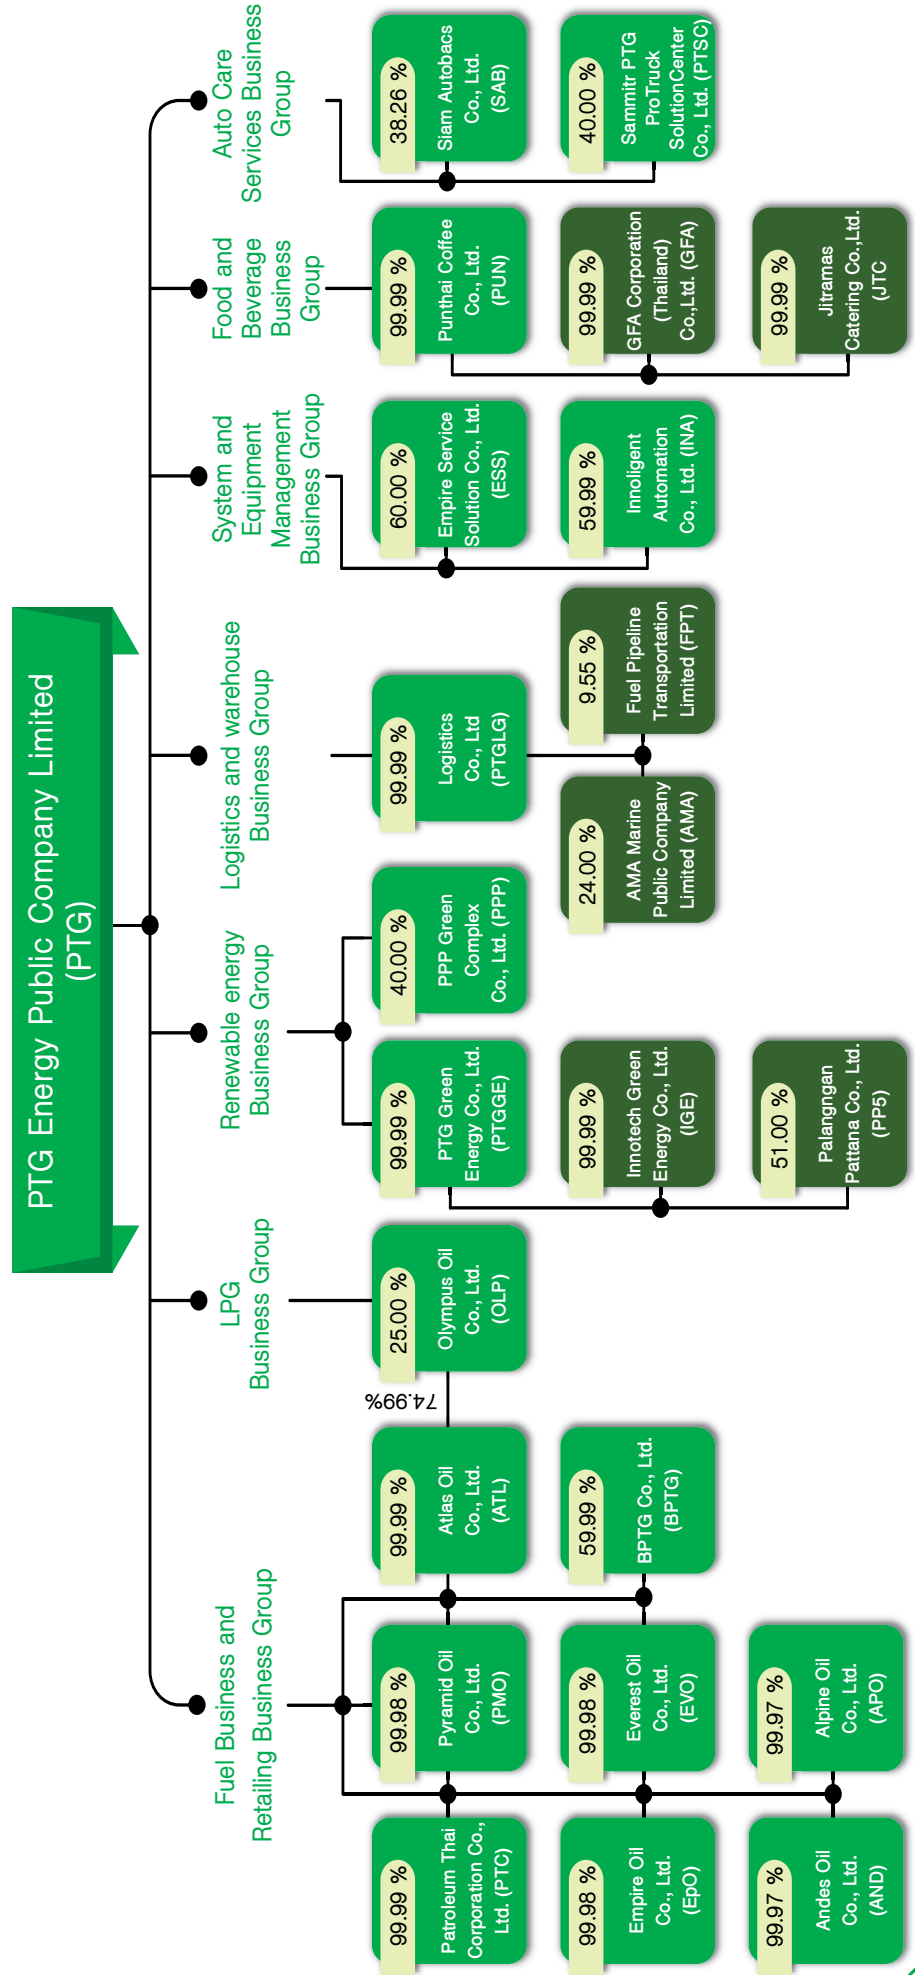 PTG Energy Public Company Limited
(PTG)
Fuel Business and
Retailing Business Group
99.99 %
Patroleum Thai
Corporation Co.,
Ltd. (PTC)
99.98 %
Pyramid Oil
Co., Ltd.
(PMO)
99.99 %
Atlas Oil
Co., Ltd.
(ATL)
99.98 %
Empire Oil
Co., Ltd.
(EpO)
99.98 %
Everest Oil
Co., Ltd.
(EVO)
59.99 %
BPTG Co., Ltd.
(BPTG)
99.97 %
Andes Oil
Co., Ltd.
(AND)
99.97 %
Alpine Oil
Co., Ltd.
(APO)
74.99%
LPG
Business Group
25.00 %
Olympus Oil
Co., Ltd.
(OLP)
Renewable energy
Business Group
99.99 %
PTG Green
Energy Co., Ltd.
(PTGGE)
40.00 %
PPP Green
Complex
Co., Ltd. (PPP)
99.99 %
Innotech Green
Energy Co., Ltd.
(IGE)
51.00 %
Palangngan
Pattana Co., Ltd.
(PP5)
Logistics and warehouse
Business Group
99.99 %
Logistics
Co., Ltd
(PTGLG)
24.00 %
AMA Marine
Public Company
Limited (AMA)
9.55 %
Fuel Pipeline
Transportation
Limited (FPT)
System and
Equipment
Management
Business Group
60.00 %
Empire Service
Solution Co., Ltd.
(ESS)
59.99 %
Innoligent
Automation
Co., Ltd. (INA)
Food and
Beverage
Business
Group
99.99 %
Punthai Coffee
Co., Ltd.
(PUN)
99.99 %
GFA Corporation
(Thailand)
Co.,Ltd. (GFA)
99.99 %
Jitramas
Catering Co.,Ltd.
(JTC
Auto Care
Services Business
Group
38.26 %
Siam Autobacs
Co., Ltd.
(SAB)
40.00 %
Sammitr PTG
ProTruck
SolutionCenter
Co., Ltd. (PTSC)